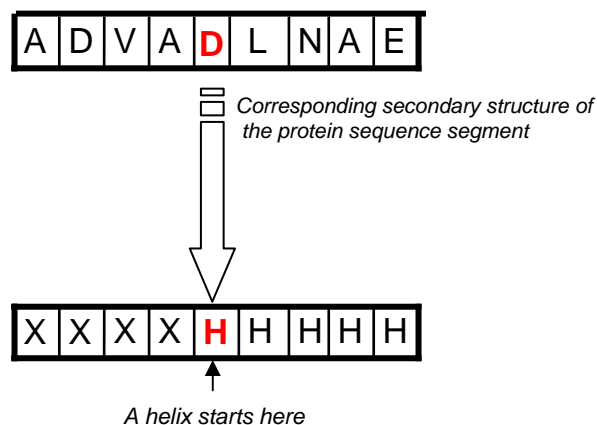 A D V A D L N A E
Corresponding secondary structure of
the protein sequence segment
X X X X H H H H H
A helix starts here